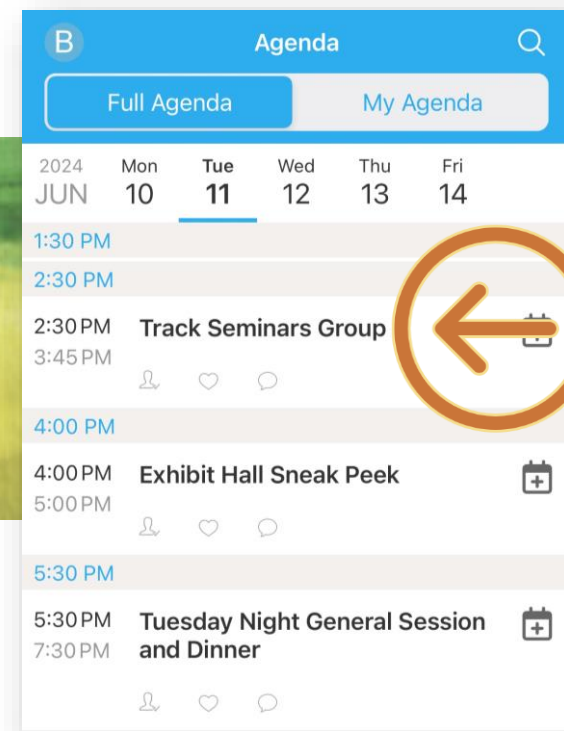 B Agenda
Full Agenda My Agenda
2024 Mon Tue Wed Thu Fri
JUN 10 11 12 13 14
1:30 PM
2:30 PM
2:30 PM Track Seminars Group
3:45 PM
4:00 PM
4:00 PM Exhibit Hall Sneak Peek
5:00 PM
5:30 PM
5:30 PM Tuesday Night General Session
7:30 PM and Dinner